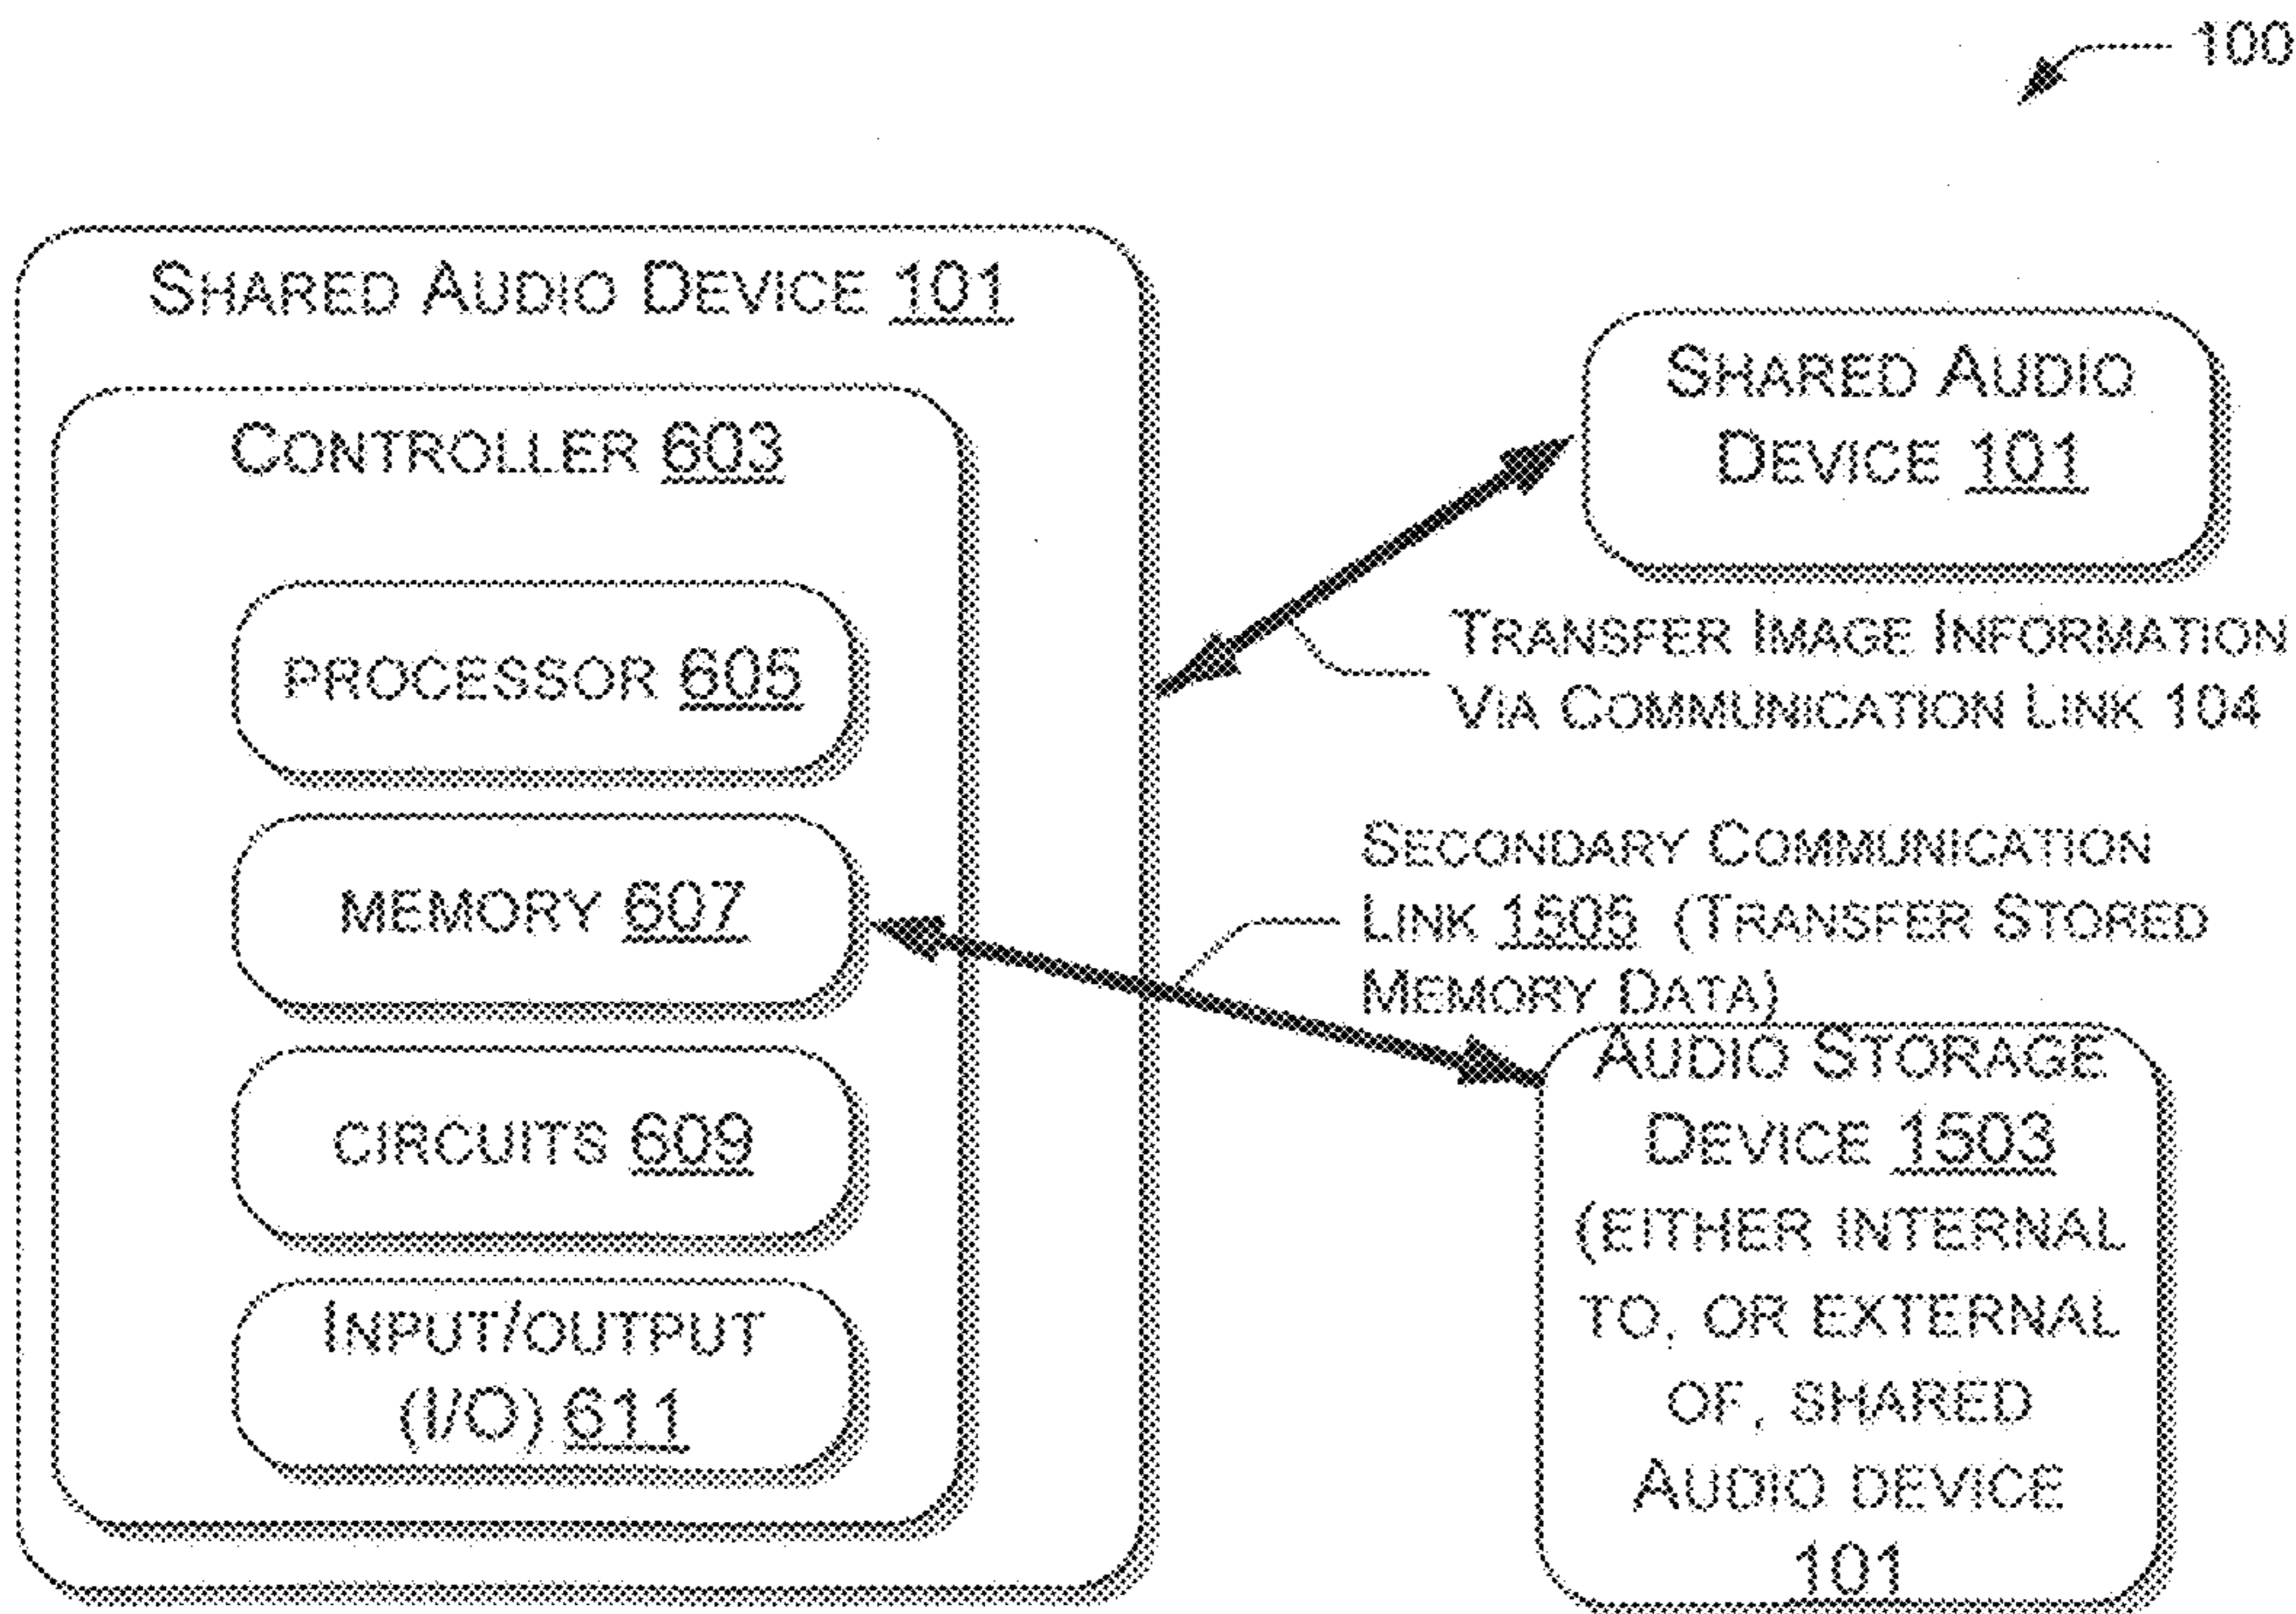 100
SHARED AUDIO DEVICE 101
CONTROLLER 603
PROCESSOR 605
MEMORY 607
CIRCUITS 609
INPUT/OUTPUT
(I/O) 611
SHARED AUDIO
DEVICE 101
TRANSFER IMAGE INFORMATION
VIA COMMUNICATION LINK 104
SECONDARY COMMUNICATION
LINK 1505 (TRANSFER STORED
MEMORY DATA)
AUDIO STORAGE
DEVICE 1503
(EITHER INTERNAL
TO, OR EXTERNAL
OF, SHARED
AUDIO DEVICE
101